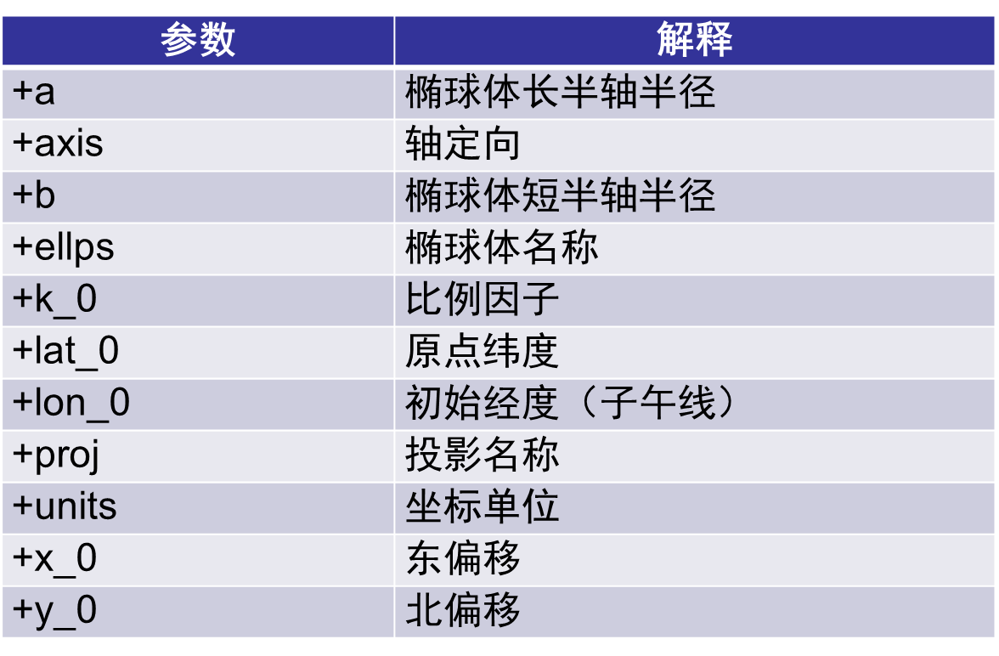 参数 解释
+a 椭球体长半轴半径
+axis 轴定向
+b 椭球体短半轴半径
+ellps 椭球体名称
+k_0 比例因子
+lat_0 原点纬度
+lon_0 初始经度（子午线）
+proj 投影名称
+units 坐标单位
+x_0 东偏移
+y_0 北偏移